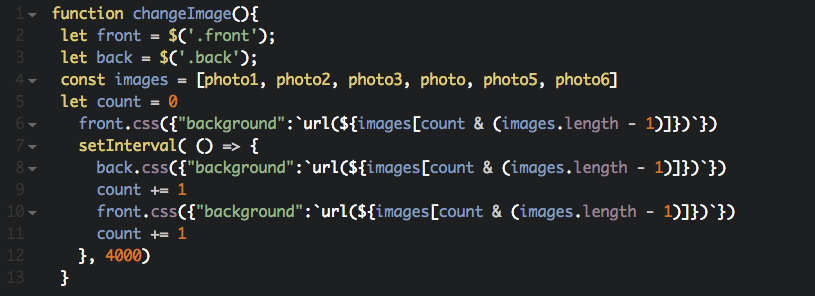 1 function changeImage(){
2 let front = $('.front');
3 let back = $('.back');
4 const images = [photo1, photo2, photo3, photo, photo5, photo6]
5 let count = 0
6 front.css({"background":`url(${images[count & (images.length - 1)]})`})
7 setInterval( () => {
8 back.css({"background":`url(${images[count & (images.length - 1)]})`})
9 count += 1
10 front.css({"background":`url(${images[count & (images.length - 1)]})`})
11 count += 1
12 }, 4000)
13 }